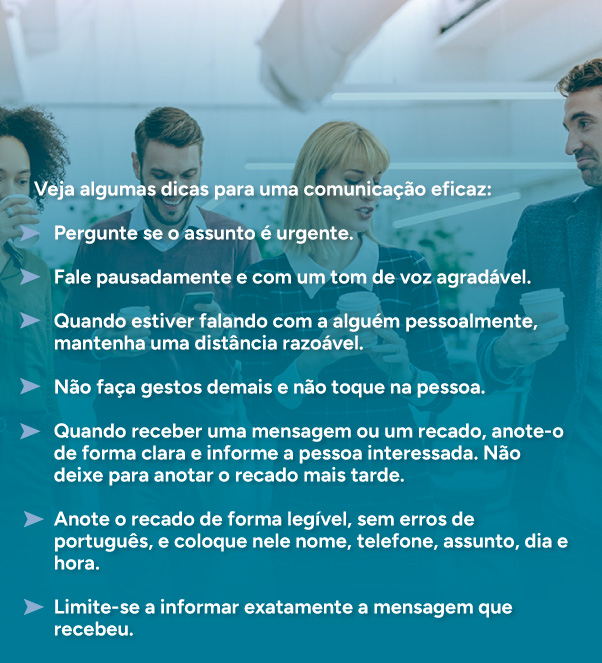 Veja algumas dicas para uma comunicação eficaz:
Pergunte se o assunto é urgente.
Fale pausadamente e com um tom de voz agradável.
Quando estiver falando com a alguém pessoalmente,
mantenha uma distância razoável.
Não faça gestos demais e não toque na pessoa.
Quando receber uma mensagem ou um recado, anote-o
de forma clara e informe a pessoa interessada. Não
deixe para anotar o recado mais tarde.
Anote o recado de forma legível, sem erros de
português, e coloque nele nome, telefone, assunto, dia e
hora.
Limite-se a informar exatamente a mensagem que
recebeu.